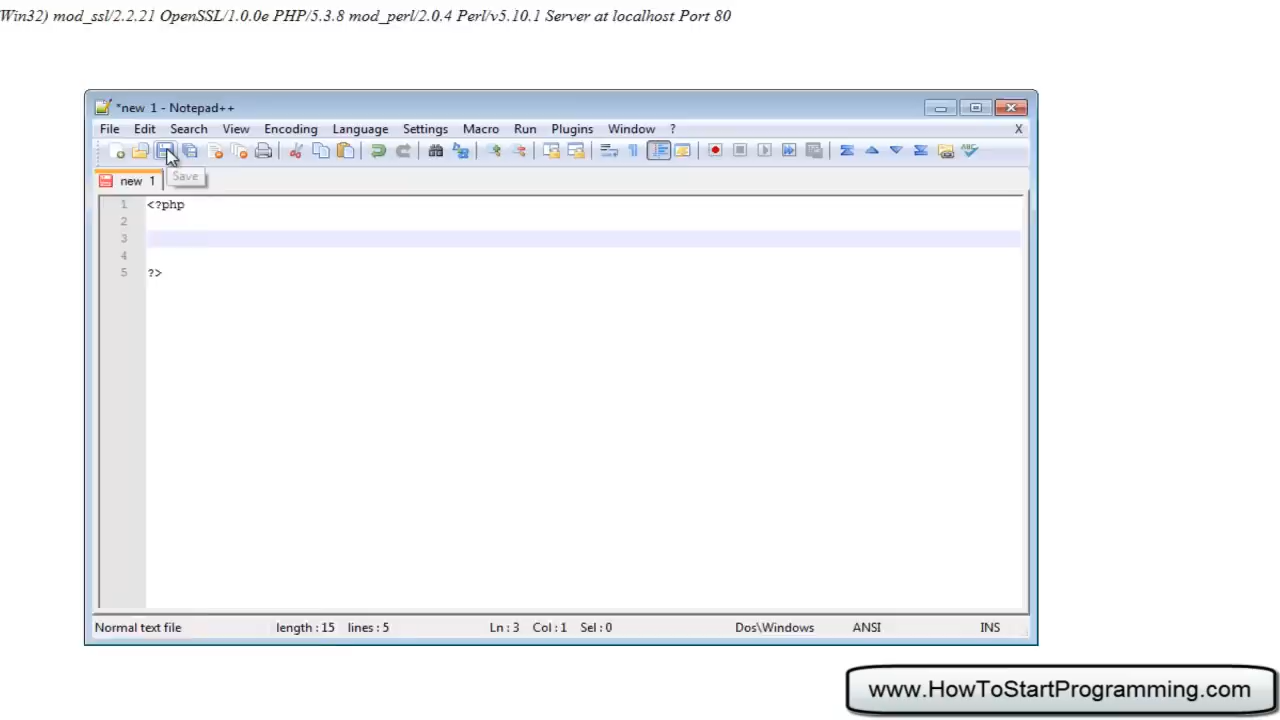 Win32) mod_ssl/2.2.21 OpenSSL/1.0.0e PHP/5.3.8 mod_perl/2.0.4 Perl/v5.10.1 Server at localhost Port 80
*new 1 - Notepad++
File Edit Search View Encoding Language Settings Macro Run Plugins Window ? X
Save
new 1
1 <?php
2
3
4
5 ?>
Normal text file length : 15 lines : 5 Ln : 3 Col : 1 Sel : 0 Dos\Windows ANSI INS
www.HowToStartProgramming.com